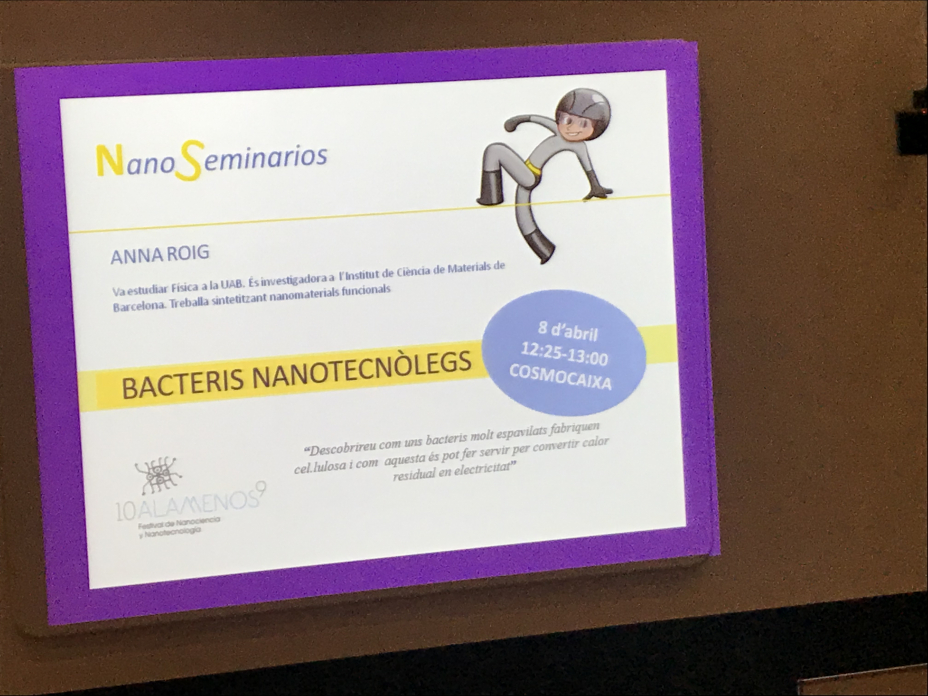 NanoSeminarios
ANNA ROIG
Va estudiar Física a la UAB. És investigadora a l'Institut de Ciència de Materials de
Barcelona. Treballa sintetitzant nanomaterials funcionals
8 d'abril
12:25-13:00
COSMOCAIXA
BACTERIS NANOTECNÒLEGS
“Descobrireu com uns bacteris molt espavilats fabriquen
cel.lulosa i com aquesta és pot fer servir per convertir calor
residual en electricitat”
10ALAMENOS9
Festival de Nanociencia
y Nanotecnología